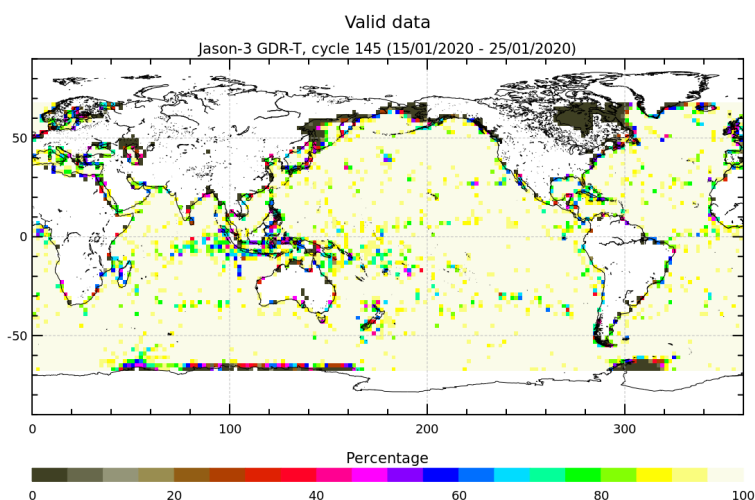 Valid data
Jason-3 GDR-T, cycle 145 (15/01/2020 - 25/01/2020)
50
0
-50
0 100 200 300
Percentage
0 20 40 60 80 100